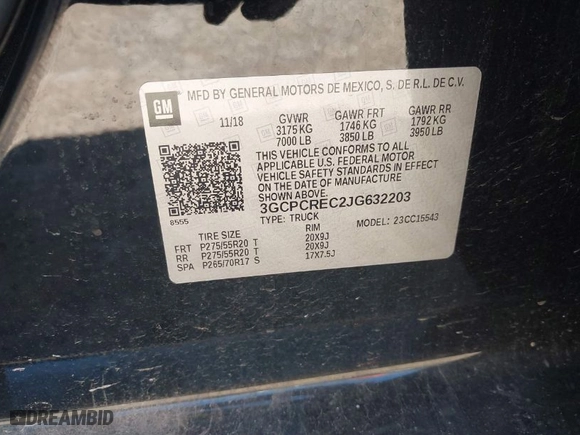 GM
MFD BY GENERAL MOTORS DE MEXICO, S. DE R.L. DE C.V.
11/18 GVWR GAWR FRT GAWR RR
3175 KG 1746 KG 1792 KG
7000 LB 3850 LB 3950 LB
THIS VEHICLE CONFORMS TO ALL
APPLICABLE U.S. FEDERAL MOTOR
VEHICLE SAFETY STANDARDS IN EFFECT
ON THE DATE OF MANUFACTURE
SHOWN ABOVE.
3GCPCREC2JG632203
8555 TYPE: TRUCK MODEL: 23CC15543
TIRE SIZE RIM
FRT P275/55R20 T 20X9J
RR P275/55R20 T 20X9J
SPA P265/70R17 S 17X7.5J
DREAMBID